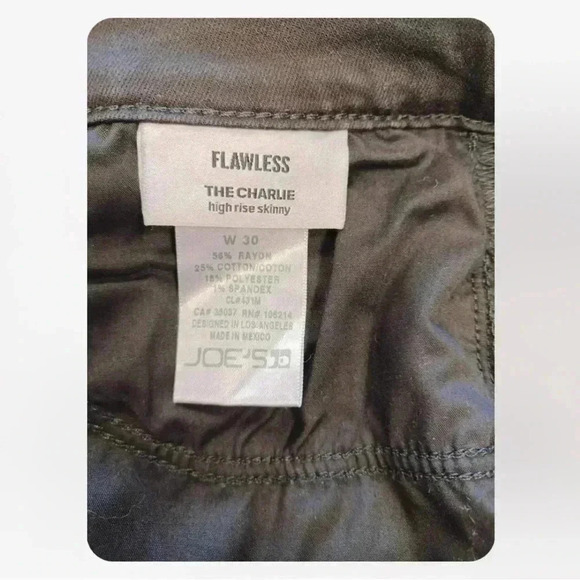 FLAWLESS
THE CHARLIE
high rise skinny
W 30
56% RAYON
25% COTTON/COTON
18% POLYESTER
1% SPANDEX
CA# 35037 RN# 106214
DESIGNED IN LOS ANGELES
MADE IN MEXICO
JOE'S